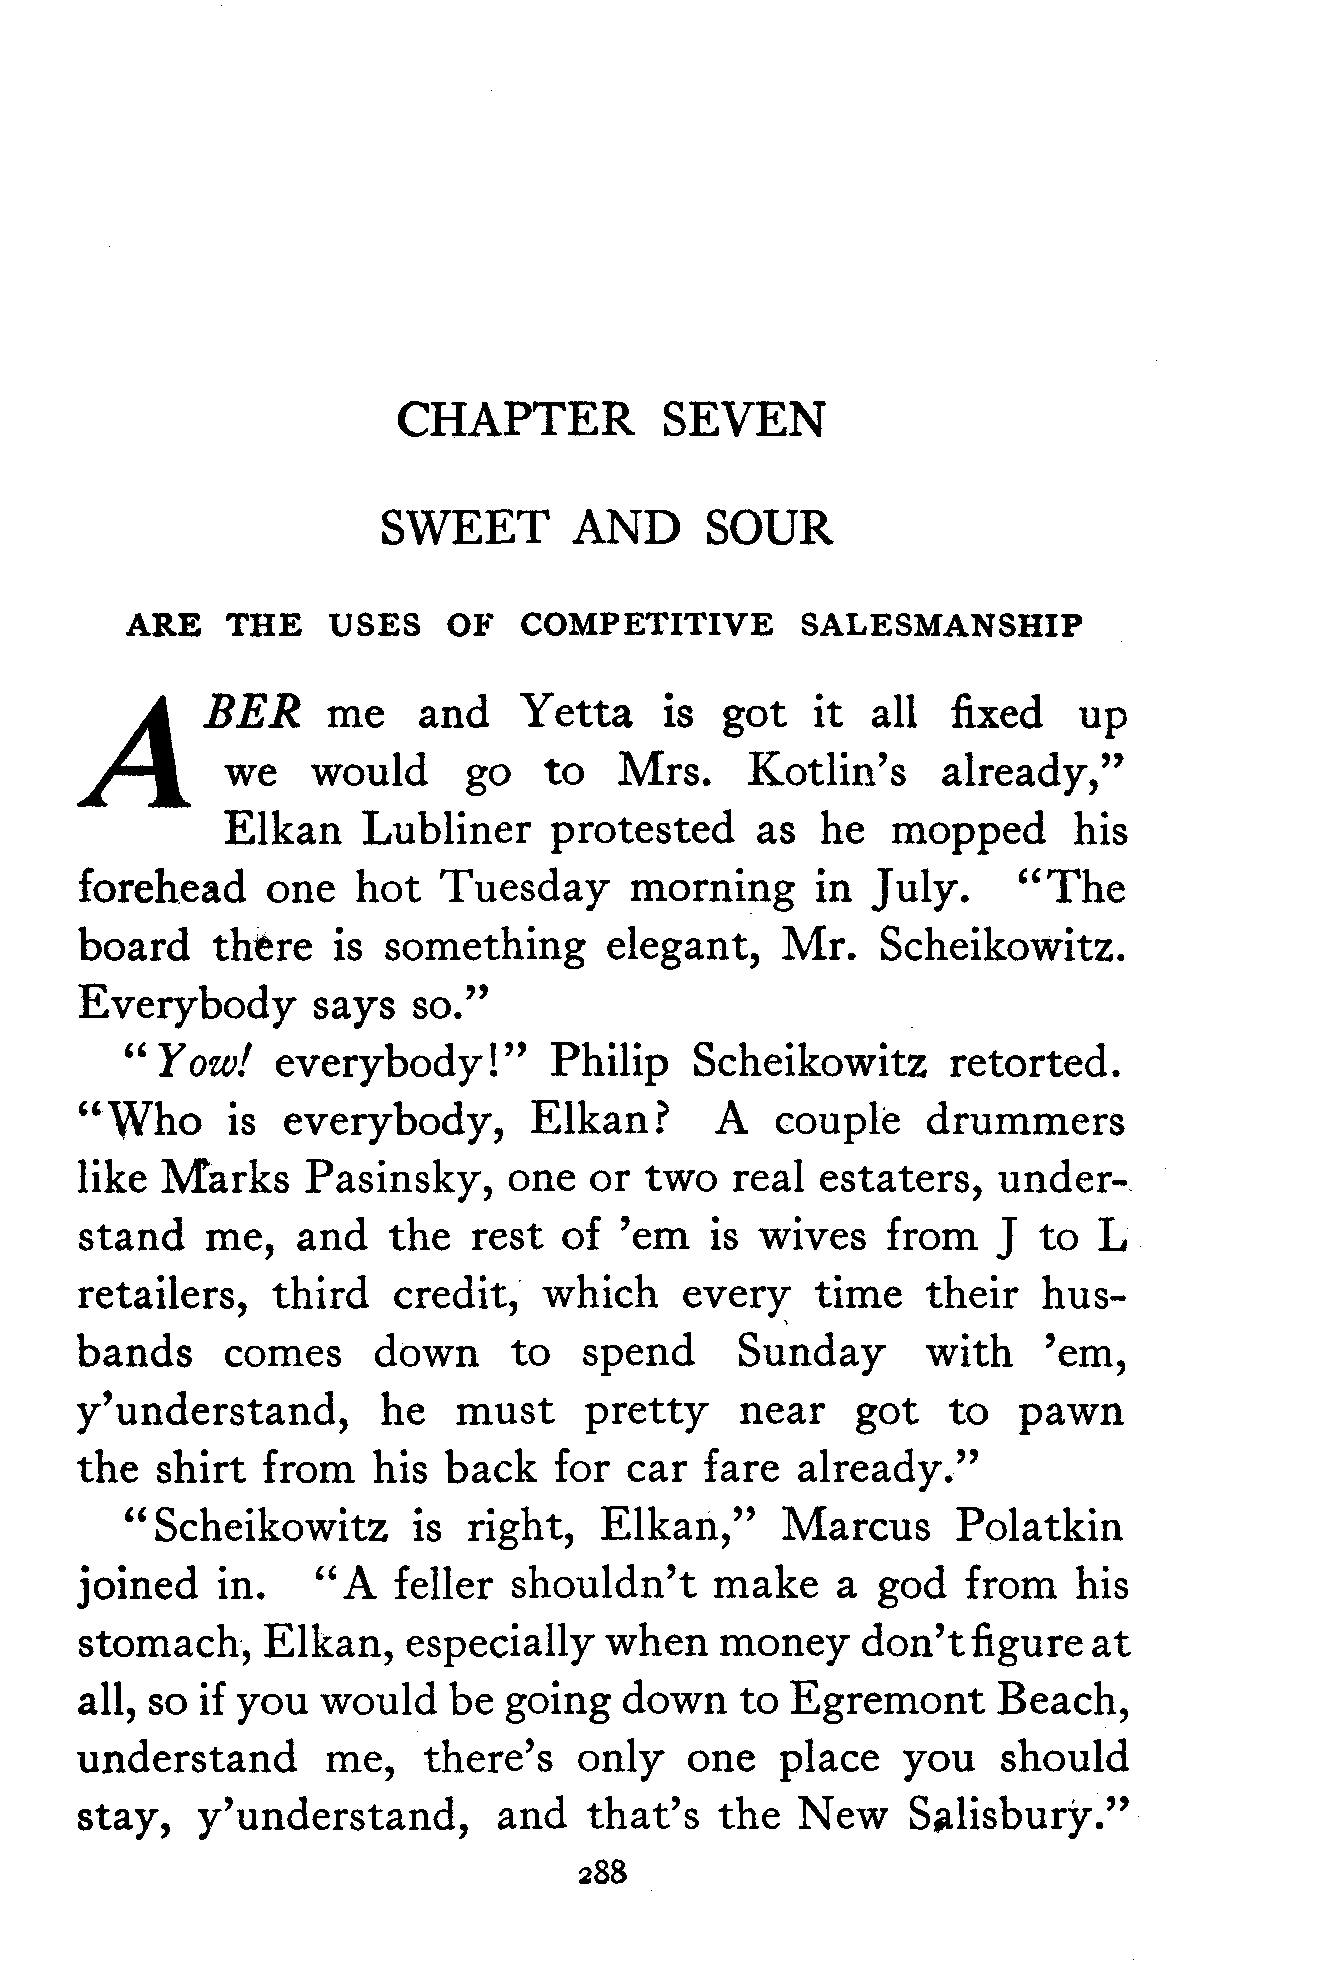 CHAPTER SEVEN
SWEET AND SOUR
ARE THE USES OF COMPETITIVE SALESMANSHIP
ABER me and Yetta is got it all fixed up
we would go to Mrs. Kotlin's already,"
Elkan Lubliner protested as he mopped his
forehead one hot Tuesday morning in July. "The
board there is something elegant, Mr. Scheikowitz.
Everybody says so."
"Yow! everybody!" Philip Scheikowitz retorted.
"Who is everybody, Elkan? A couple drummers
like Marks Pasinsky, one or two real estaters, under-
stand me, and the rest of 'em is wives from J to L
retailers, third credit, which every time their hus-
bands comes down to spend Sunday with 'em,
y'understand, he must pretty near got to pawn
the shirt from his back for car fare already."
"Scheikowitz is right, Elkan," Marcus Polatkin
joined in. "A feller shouldn't make a god from his
stomach, Elkan, especially when money don't figure at
all, so if you would be going down to Egremont Beach,
understand me, there's only one place you should
stay, y'understand, and that's the New Salisbury."
288